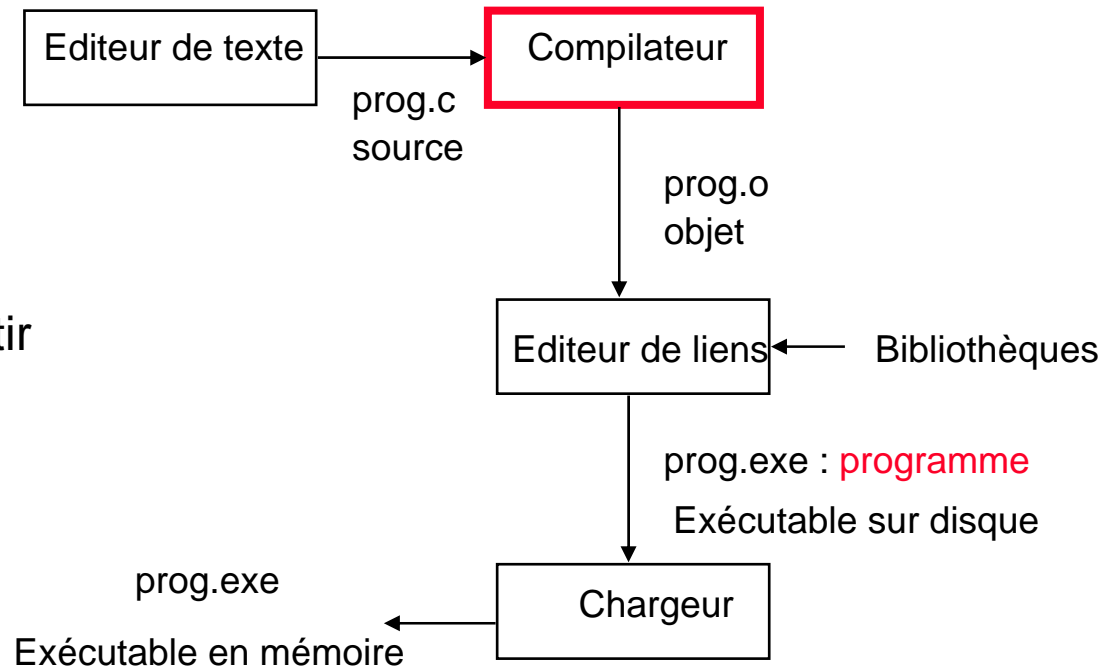 Editeur de texte
Compilateur
prog.c
source
prog.o
objet
tir
Editeur de liens
Bibliothèques
prog.exe : programme
Exécutable sur disque
prog.exe
Chargeur
Exécutable en mémoire